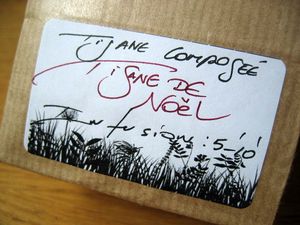 TISANE COMPOSÉE
TISANE DE
NOËL
Infusion : 5-10'